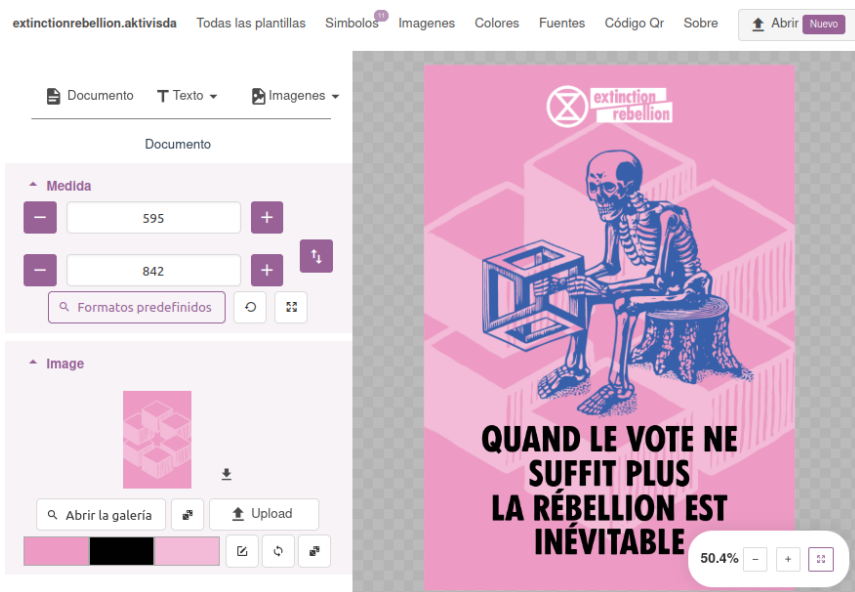 extinctionrebellion.aktivisda Todas las plantillas Simbolos 11 Imagenes Colores Fuentes Código Qr Sobre Abrir Nuevo
Documento Texto Imagenes
Documento
Medida
595
842
Formatos predefinidos
Image
Abrir la galería Upload
extinction
rebellion
QUAND LE VOTE NE
SUFFIT PLUS
LA RÉBELLION EST
INÉVITABLE
50.4%